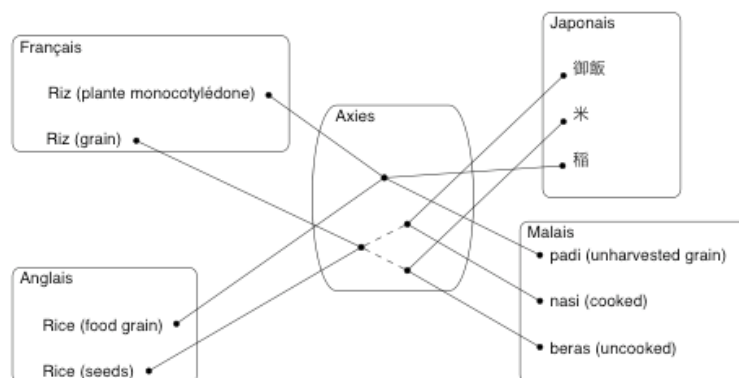 Français
Riz (plante monocotylédone)
Riz (grain)
Axies
Japonais
御飯
米
稲
Malais
padi (unharvested grain)
nasi (cooked)
beras (uncooked)
Anglais
Rice (food grain)
Rice (seeds)